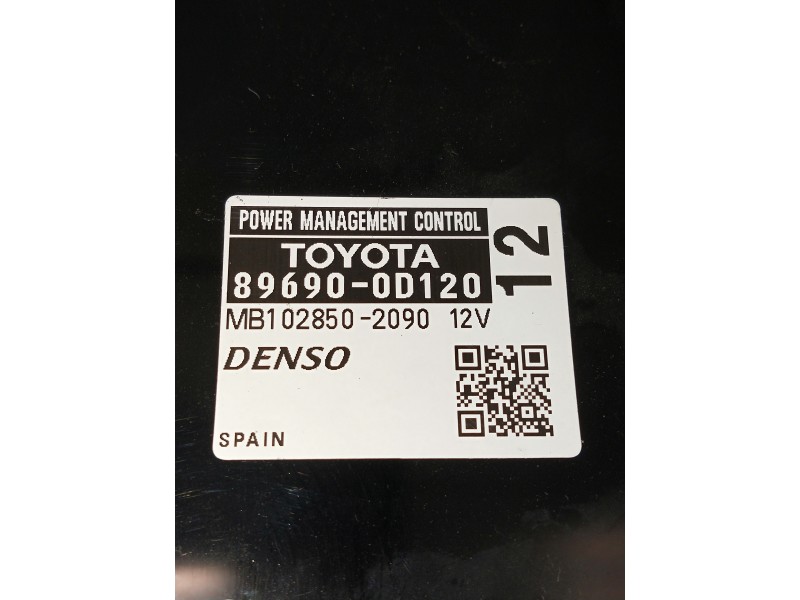 POWER MANAGEMENT CONTROL
TOYOTA
89690-0D120
12
MB102850-2090 12V
DENSO
SPAIN